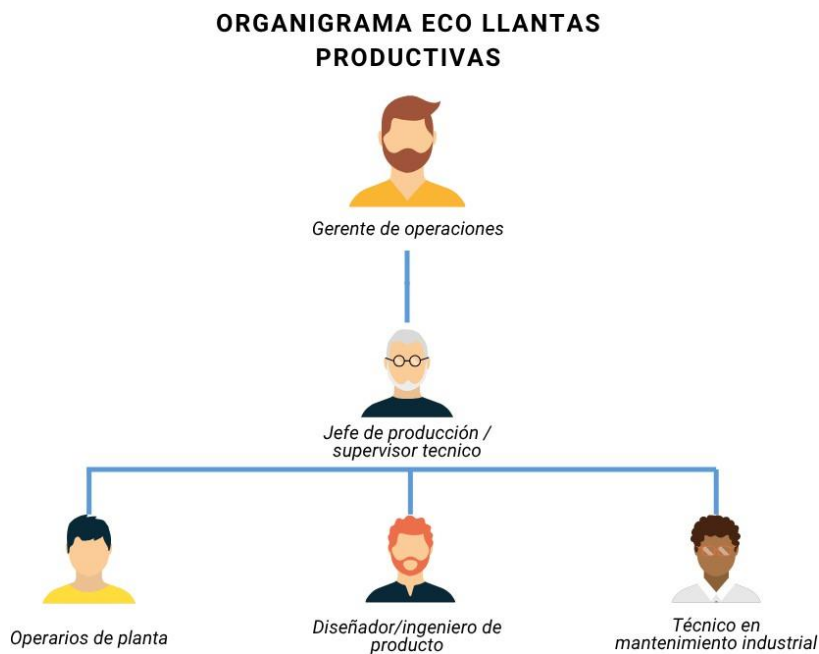 ORGANIGRAMA ECO LLANTAS
PRODUCTIVAS
Gerente de operaciones
Jefe de producción /
supervisor tecnico
Operarios de planta
Diseñador/ingeniero de
producto
Técnico en
mantenimiento industrial